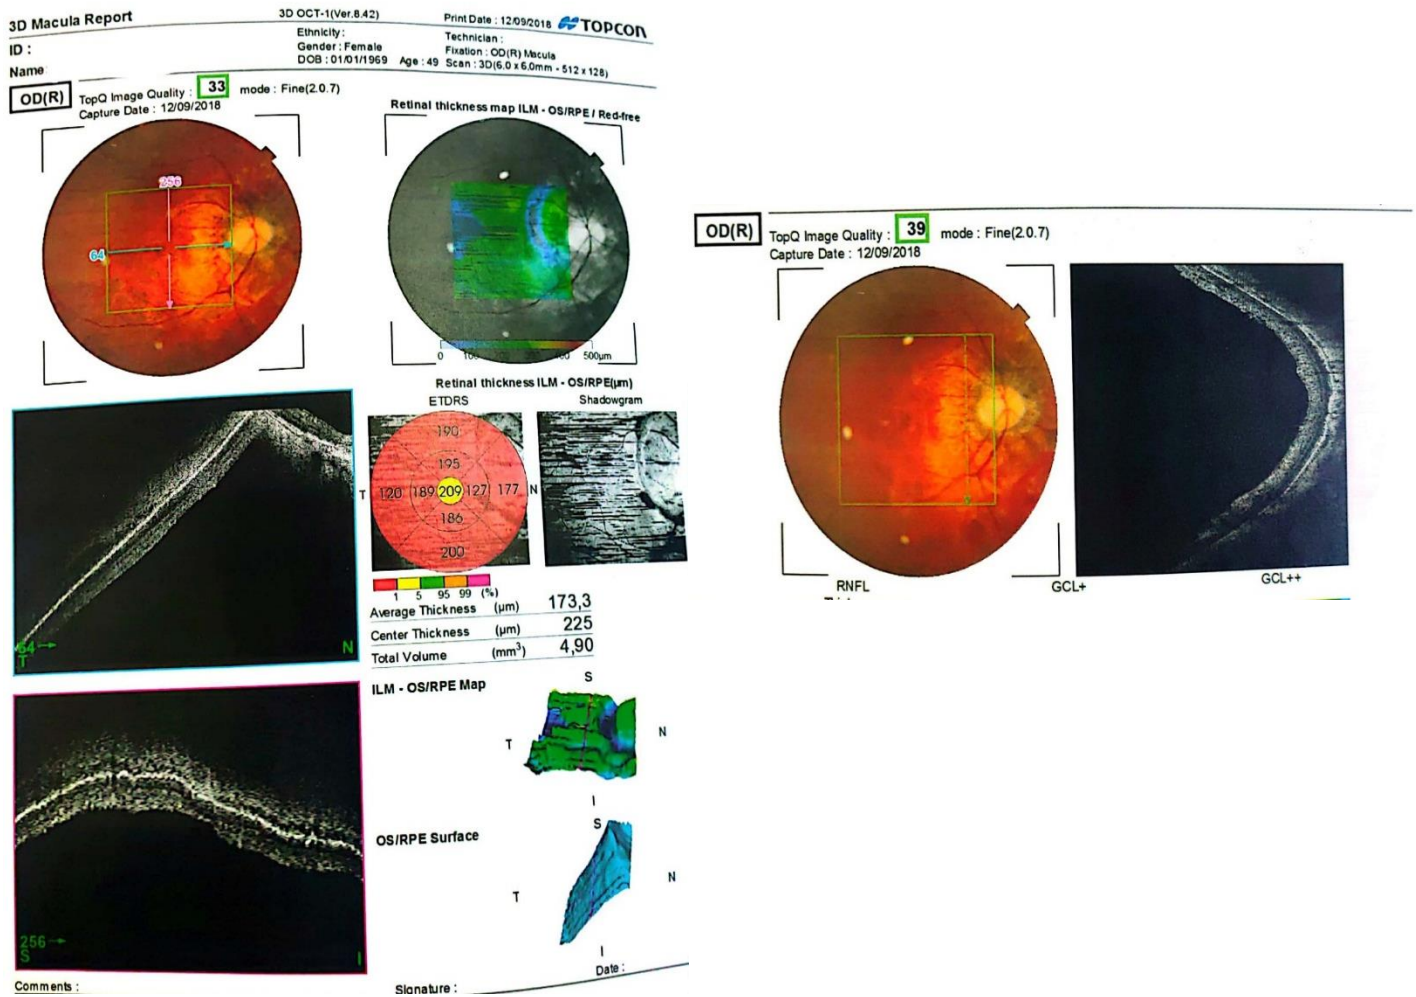 3D Macula Report
3D OCT-1(Ver.8.42)
Print Date : 12/09/2018 TOPCON
ID :
Ethnicity :
Technician :
Gender : Female
Fixation : OD(R) Macula
Name
DOB : 01/01/1969 Age : 49 Scan : 3D(6,0 x 6,0mm - 512 x 128)
OD(R)
TopQ Image Quality : 33 mode : Fine(2.0.7)
Capture Date : 12/09/2018
Retinal thickness map ILM - OS/RPE / Red-free
256
64
0 500µm
Retinal thickness ILM - OS/RPE(µm)
ETDRS
Shadowgram
190
195
T 120 189 209 127 177 N
186
200
1 5 95 99 (%)
Average Thickness (µm) 173,3
Center Thickness (µm) 225
Total Volume (mm³) 4,90
64
T N
ILM - OS/RPE Map
S
T N
I
OS/RPE Surface
S
T N
I
256
S I
Comments :
Signature :
Date :
OD(R)
TopQ Image Quality : 39 mode : Fine(2.0.7)
Capture Date : 12/09/2018
RNFL
GCL+
GCL++